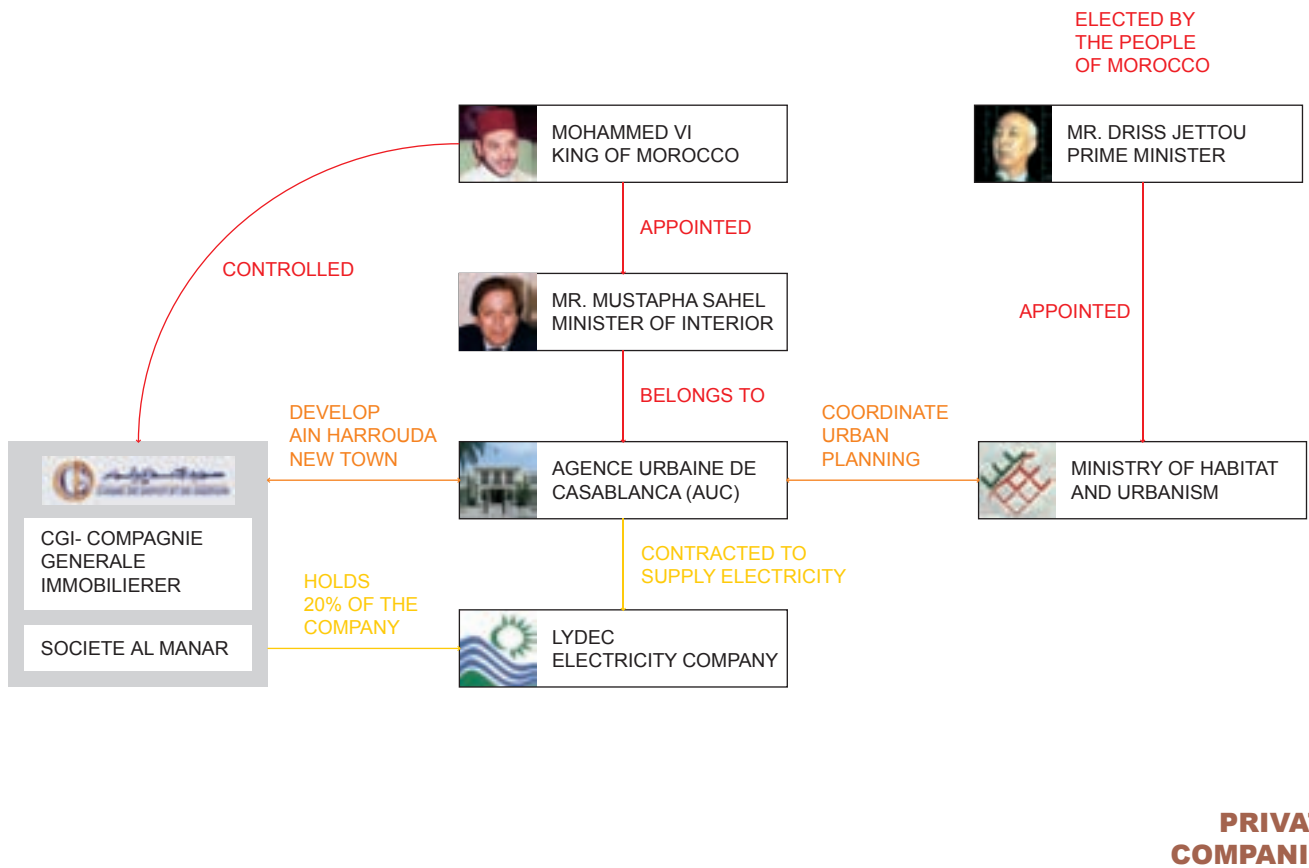 ELECTED BY
THE PEOPLE
OF MOROCCO
MOHAMMED VI
KING OF MOROCCO
MR. DRISS JETTOU
PRIME MINISTER
APPOINTED
CONTROLLED
MR. MUSTAPHA SAHEL
MINISTER OF INTERIOR
APPOINTED
BELONGS TO
DEVELOP
AIN HARROUDA
NEW TOWN
COORDINATE
URBAN
PLANNING
AGENCE URBAINE DE
CASABLANCA (AUC)
MINISTRY OF HABITAT
AND URBANISM
CGI- COMPAGNIE
GENERALE
IMMOBILIERER
CONTRACTED TO
SUPPLY ELECTRICITY
HOLDS
20% OF THE
COMPANY
SOCIETE AL MANAR
LYDEC
ELECTRICITY COMPANY
PRIVAT
COMPANI